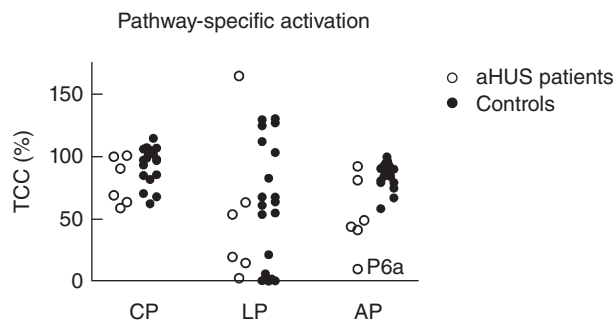 Pathway-specific activation
aHUS patients
Controls
TCC (%)
150
100
50
0
P6a
CP LP AP